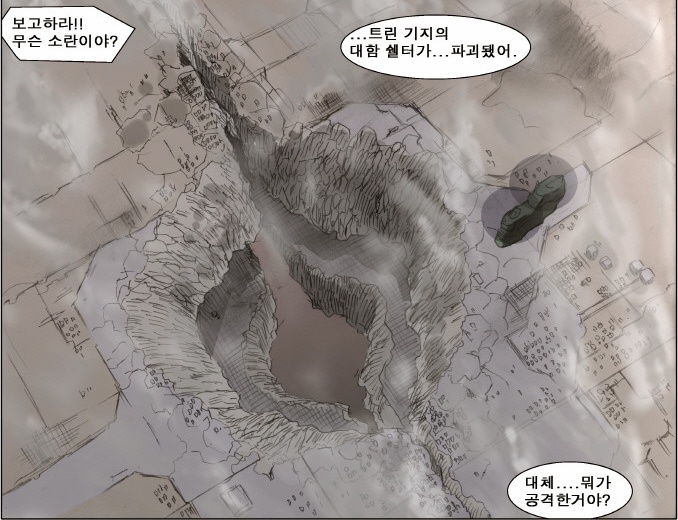 보고하라!!
무슨 소란이야?
...트린 기지의
대함 쉘터가...파괴됐어.
대체....뭐가
공격한거야?